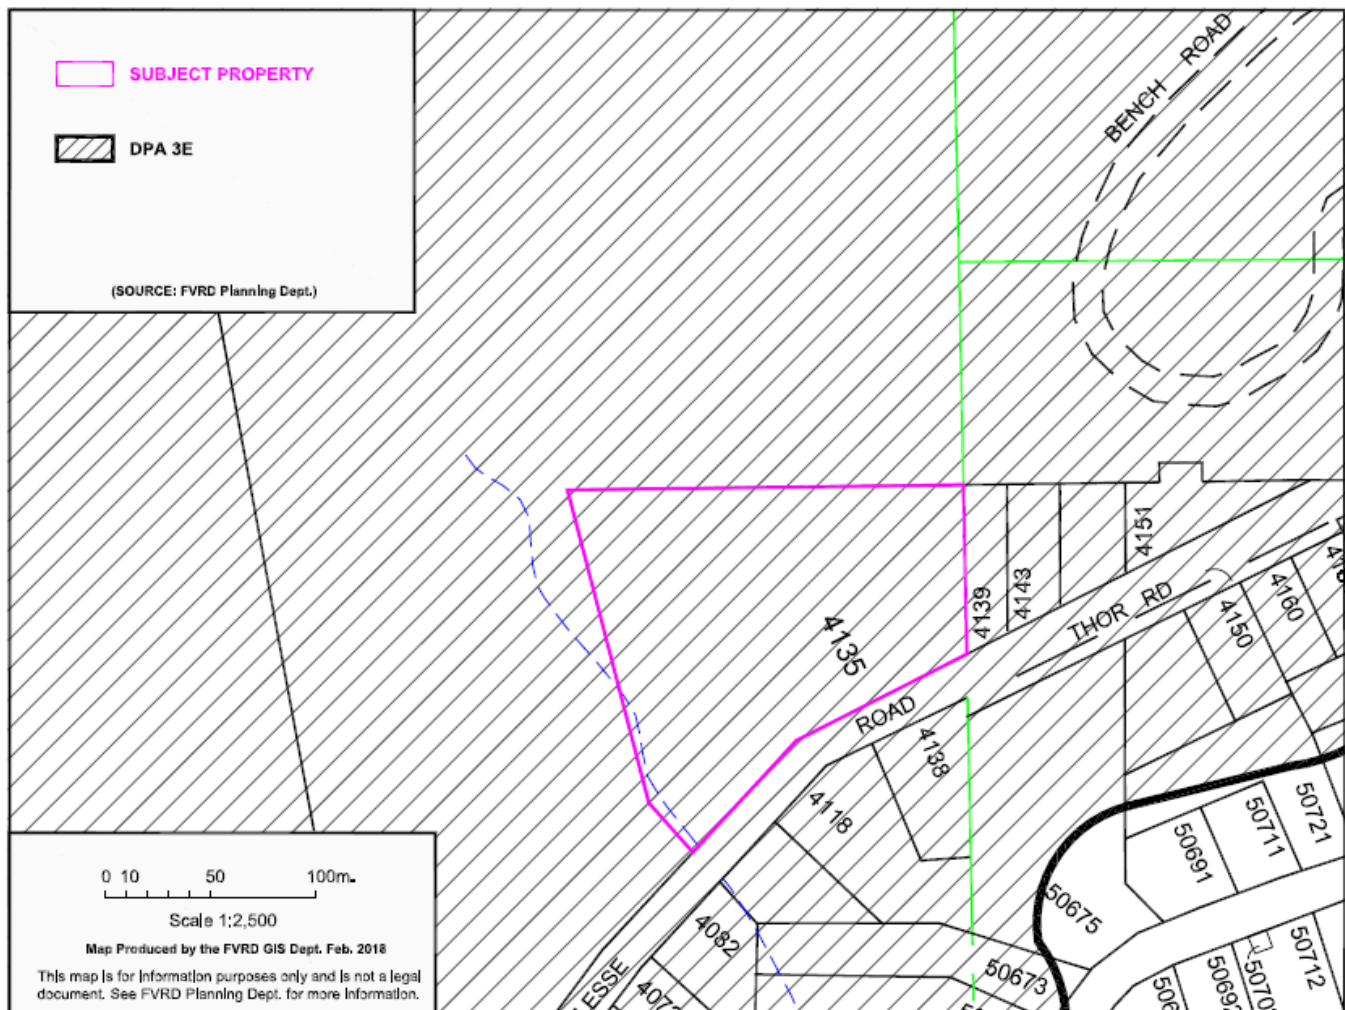 SUBJECT PROPERTY
DPA 3E
(SOURCE: FVRD Planning Dept.)
BENCH ROAD
4151
4139
4143
THOR RD
4150
4160
4135
ROAD
4138
4118
4082
50721
50711
50691
50675
50673
50712
0 10 50 100m.
Scale 1:2,500
Map Produced by the FVRD GIS Dept. Feb. 2018
This map is for information purposes only and is not a legal
document. See FVRD Planning Dept. for more information.